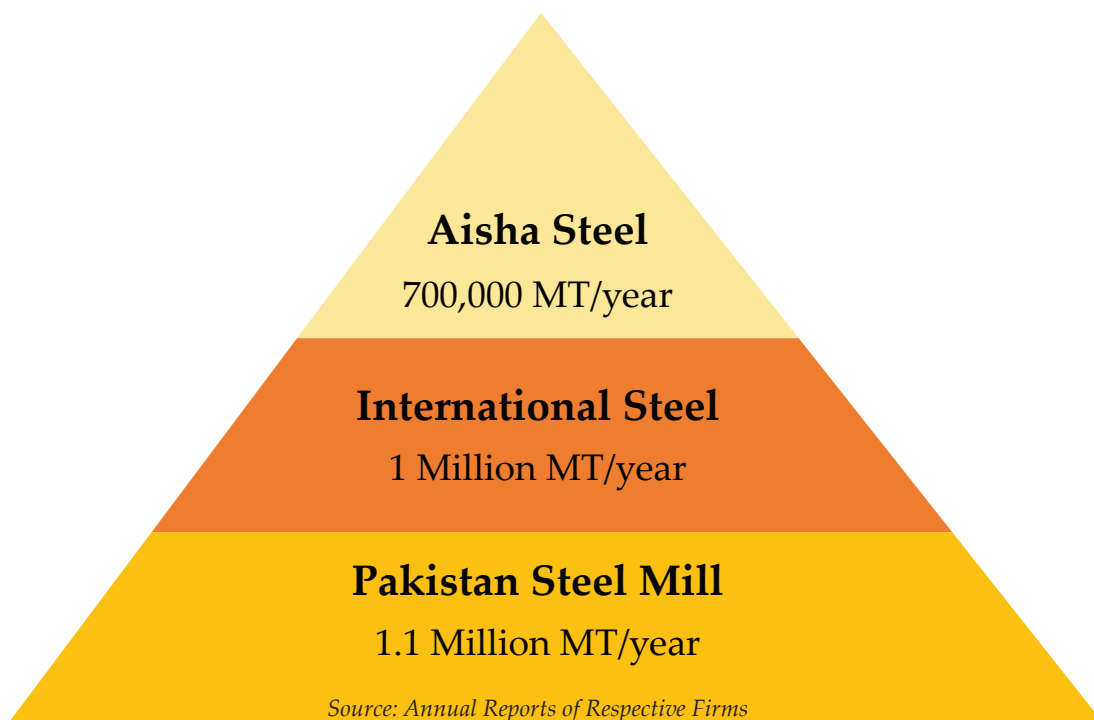 Aisha Steel
700,000 MT/year
International Steel
1 Million MT/year
Pakistan Steel Mill
1.1 Million MT/year
Source: Annual Reports of Respective Firms